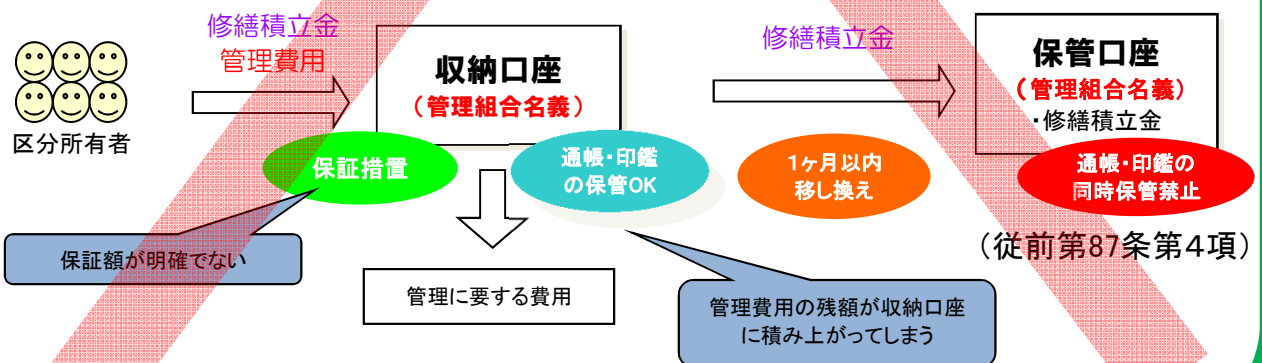 修繕積立金
管理費用
区分所有者
収納口座
（管理組合名義）
保証措置
通帳・印鑑
の保管OK
修繕積立金
1ヶ月以内
移し換え
保管口座
（管理組合名義）
・修繕積立金
通帳・印鑑の
同時保管禁止
（従前第87条第4項）
保証額が明確でない
管理に要する費用
管理費用の残額が収納口座
に積み上がってしまう